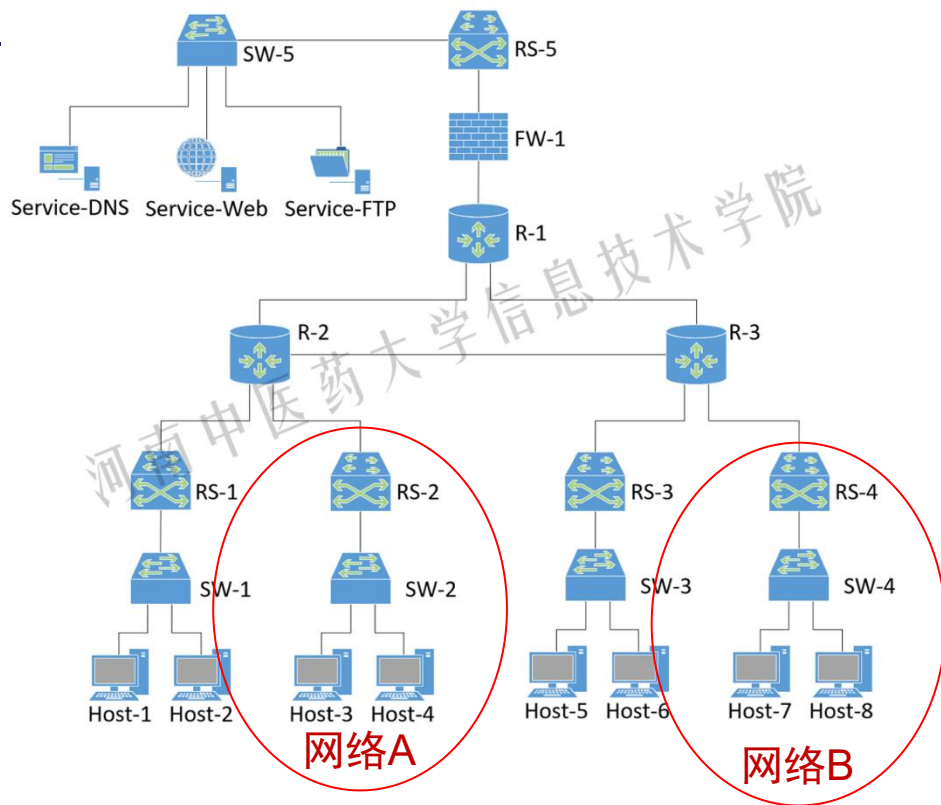 SW-5
RS-5
FW-1
Service-DNS
Service-Web
Service-FTP
R-1
R-2
R-3
河南中医药大学信息技术学院
RS-1
RS-2
RS-3
RS-4
SW-1
SW-2
SW-3
SW-4
Host-1
Host-2
Host-3
Host-4
Host-5
Host-6
Host-7
Host-8
网络A
网络B